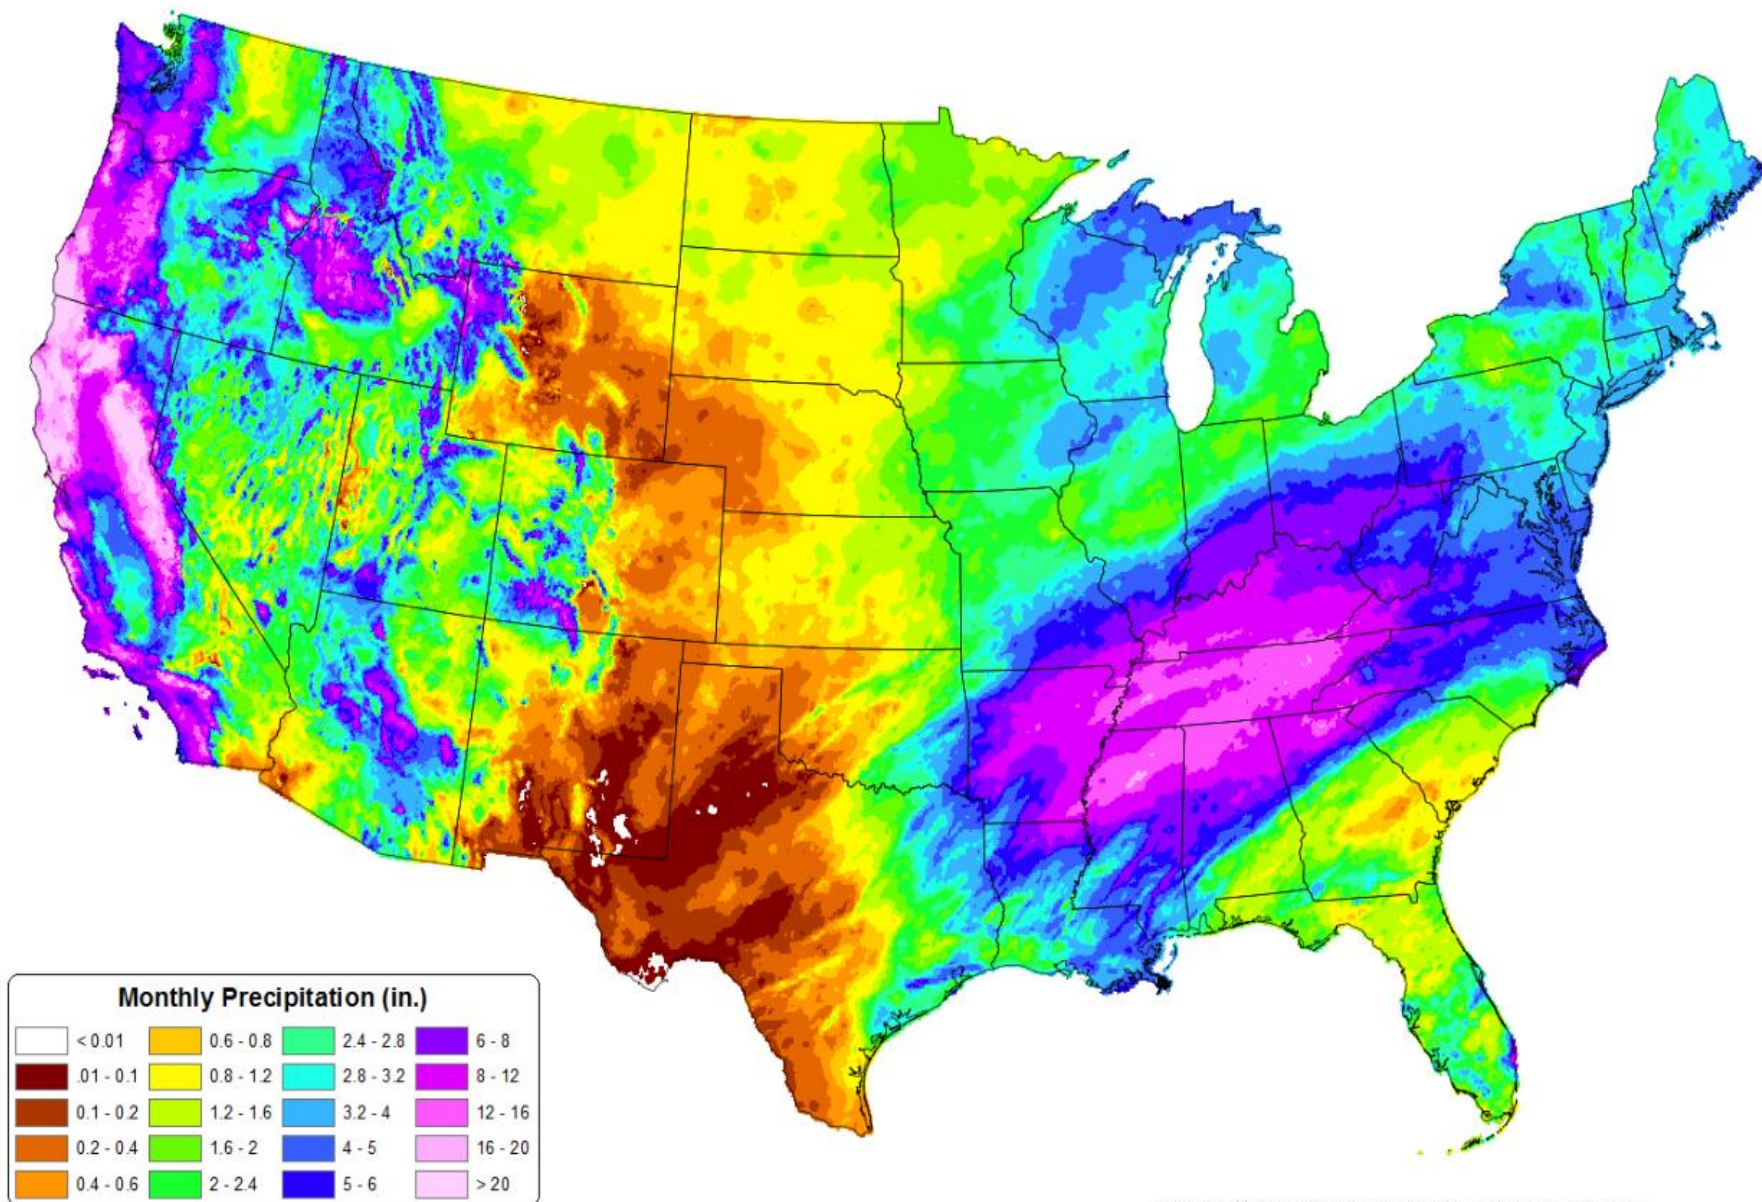 Monthly Precipitation (in.)
< 0.01 0.6 - 0.8 2.4 - 2.8 6 - 8
.01 - 0.1 0.8 - 1.2 2.8 - 3.2 8 - 12
0.1 - 0.2 1.2 - 1.6 3.2 - 4 12 - 16
0.2 - 0.4 1.6 - 2 4 - 5 16 - 20
0.4 - 0.6 2 - 2.4 5 - 6 > 20